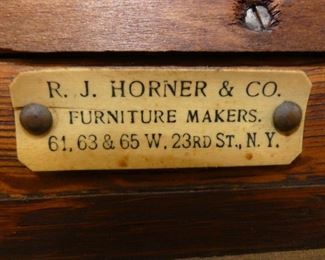 R. J. HORNER & CO.
FURNITURE MAKERS.
61, 63 & 65 W. 23RD ST., N. Y.